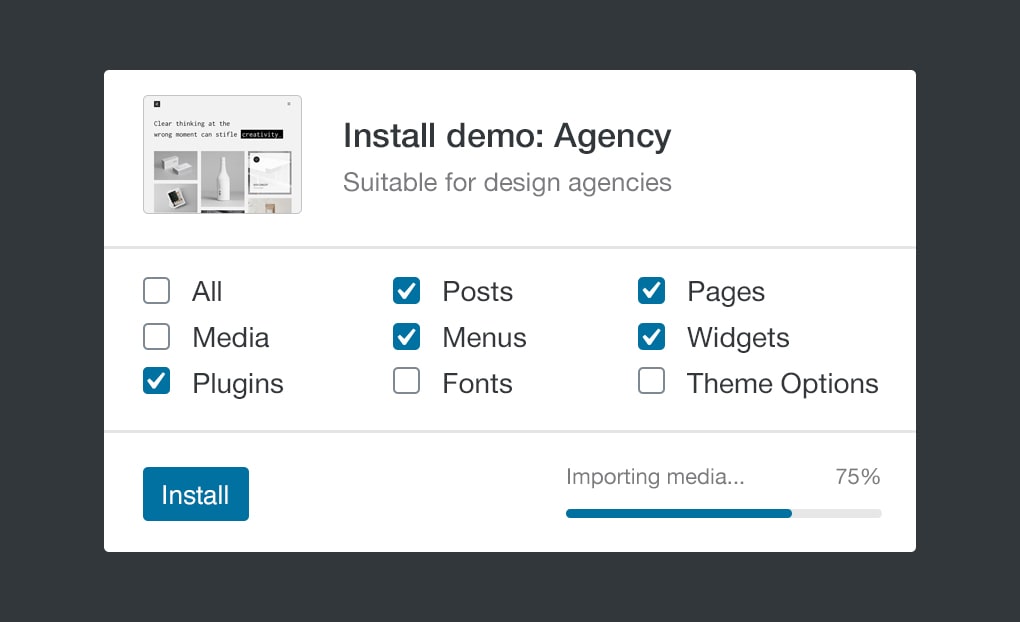 Clear thinking at the
wrong moment can stifle creativity.
Install demo: Agency
Suitable for design agencies
All
Posts
Pages
Media
Menus
Widgets
Plugins
Fonts
Theme Options
Install
Importing media...
75%